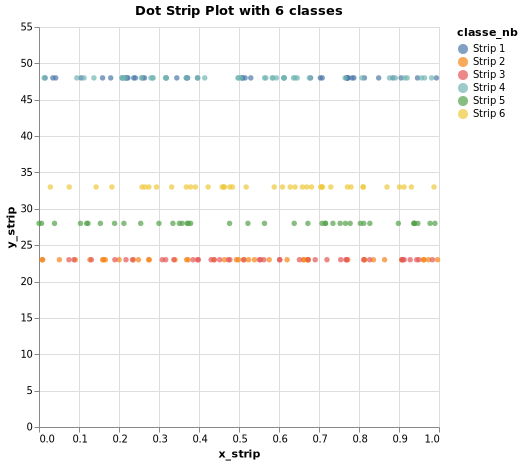 Dot Strip Plot with 6 classes
classe_nb
Strip 1
Strip 2
Strip 3
Strip 4
Strip 5
Strip 6
55
50
45
40
35
30
25
20
15
10
5
0
y_strip
0.0 0.1 0.2 0.3 0.4 0.5 0.6 0.7 0.8 0.9 1.0
x_strip